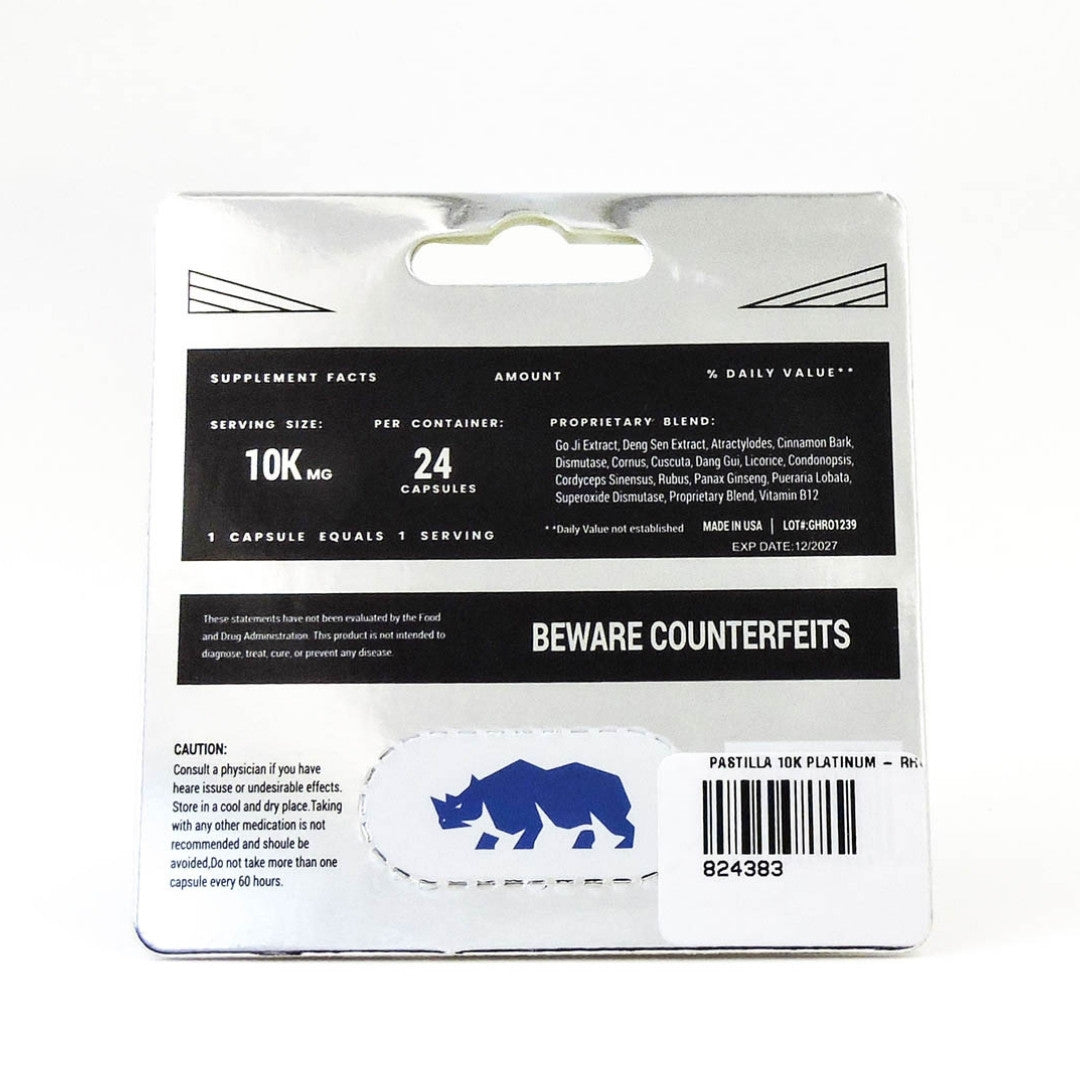 SUPPLEMENT FACTS AMOUNT % DAILY VALUE**
SERVING SIZE: PER CONTAINER:
10K MG 24
CAPSULES
1 CAPSULE EQUALS 1 SERVING
PROPRIETARY BLEND:
Go Ji Extract, Deng Sen Extract, Atractylodes, Cinnamon Bark,
Dismutase, Cornus, Cuscuta, Dang Gui, Licorice, Condonopsis,
Cordyceps Sinensus, Rubus, Panax Ginseng, Pueraria Lobata,
Superoxide Dismutase, Proprietary Blend, Vitamin B12
**Daily Value not established MADE IN USA | LOT#:GHRO1239
EXP DATE:12/2027
These statements have not been evaluated by the Food
and Drug Administration. This product is not intended to
diagnose, treat, cure, or prevent any disease.
BEWARE COUNTERFEITS
CAUTION:
Consult a physician if you have
heare issuse or undesirable effects.
Store in a cool and dry place.Taking
with any other medication is not
recommended and shoule be
avoided,Do not take more than one
capsule every 60 hours.
PASTILLA 10K PLATINUM – RH
824383